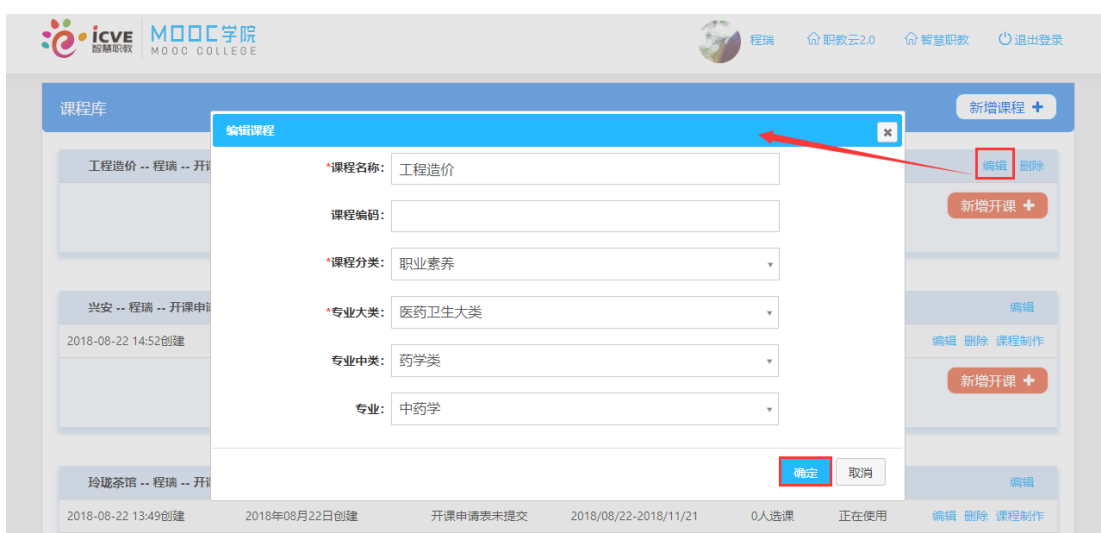 icve 智慧职教 MOOC学院 MOOC COLLEGE 程瑞 职教云2.0 智慧职教 退出登录
课程库 新增课程
编辑课程
工程造价 -- 程瑞 -- 开 编辑 删除
*课程名称: 工程造价
新增开课
课程编码:
*课程分类: 职业素养
兴安 -- 程瑞 -- 开课申 编辑
*专业大类: 医药卫生大类
2018-08-22 14:52创建 编辑 删除 课程制作
专业中类: 药学类
新增开课
专业: 中药学
确定 取消
玲珑茶馆 -- 程瑞 -- 开 编辑
2018-08-22 13:49创建 2018年08月22日创建 开课申请表未提交 2018/08/22-2018/11/21 0人选课 正在使用 编辑 删除 课程制作